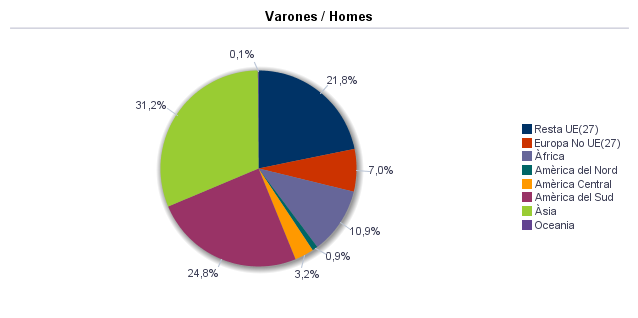 Varones / Homes
0,1%
21,8%
31,2%
7,0%
10,9%
0,9%
3,2%
24,8%
Resta UE(27)
Europa No UE(27)
Àfrica
Amèrica del Nord
Amèrica Central
Amèrica del Sud
Àsia
Oceania